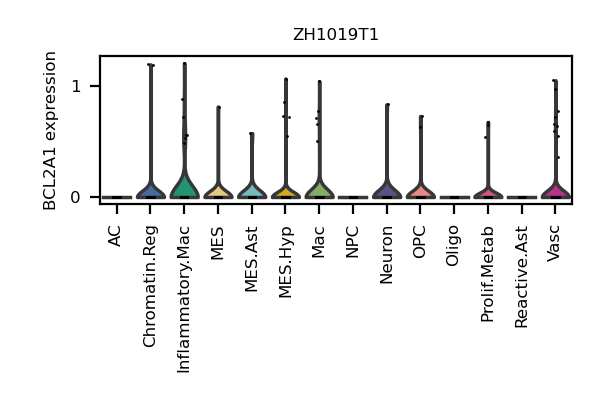 ZH1019T1
BCL2A1 expression
1
0
AC
Chromatin.Reg
Inflammatory.Mac
MES
MES.Ast
MES.Hyp
Mac
NPC
Neuron
OPC
Oligo
Prolif.Metab
Reactive.Ast
Vasc